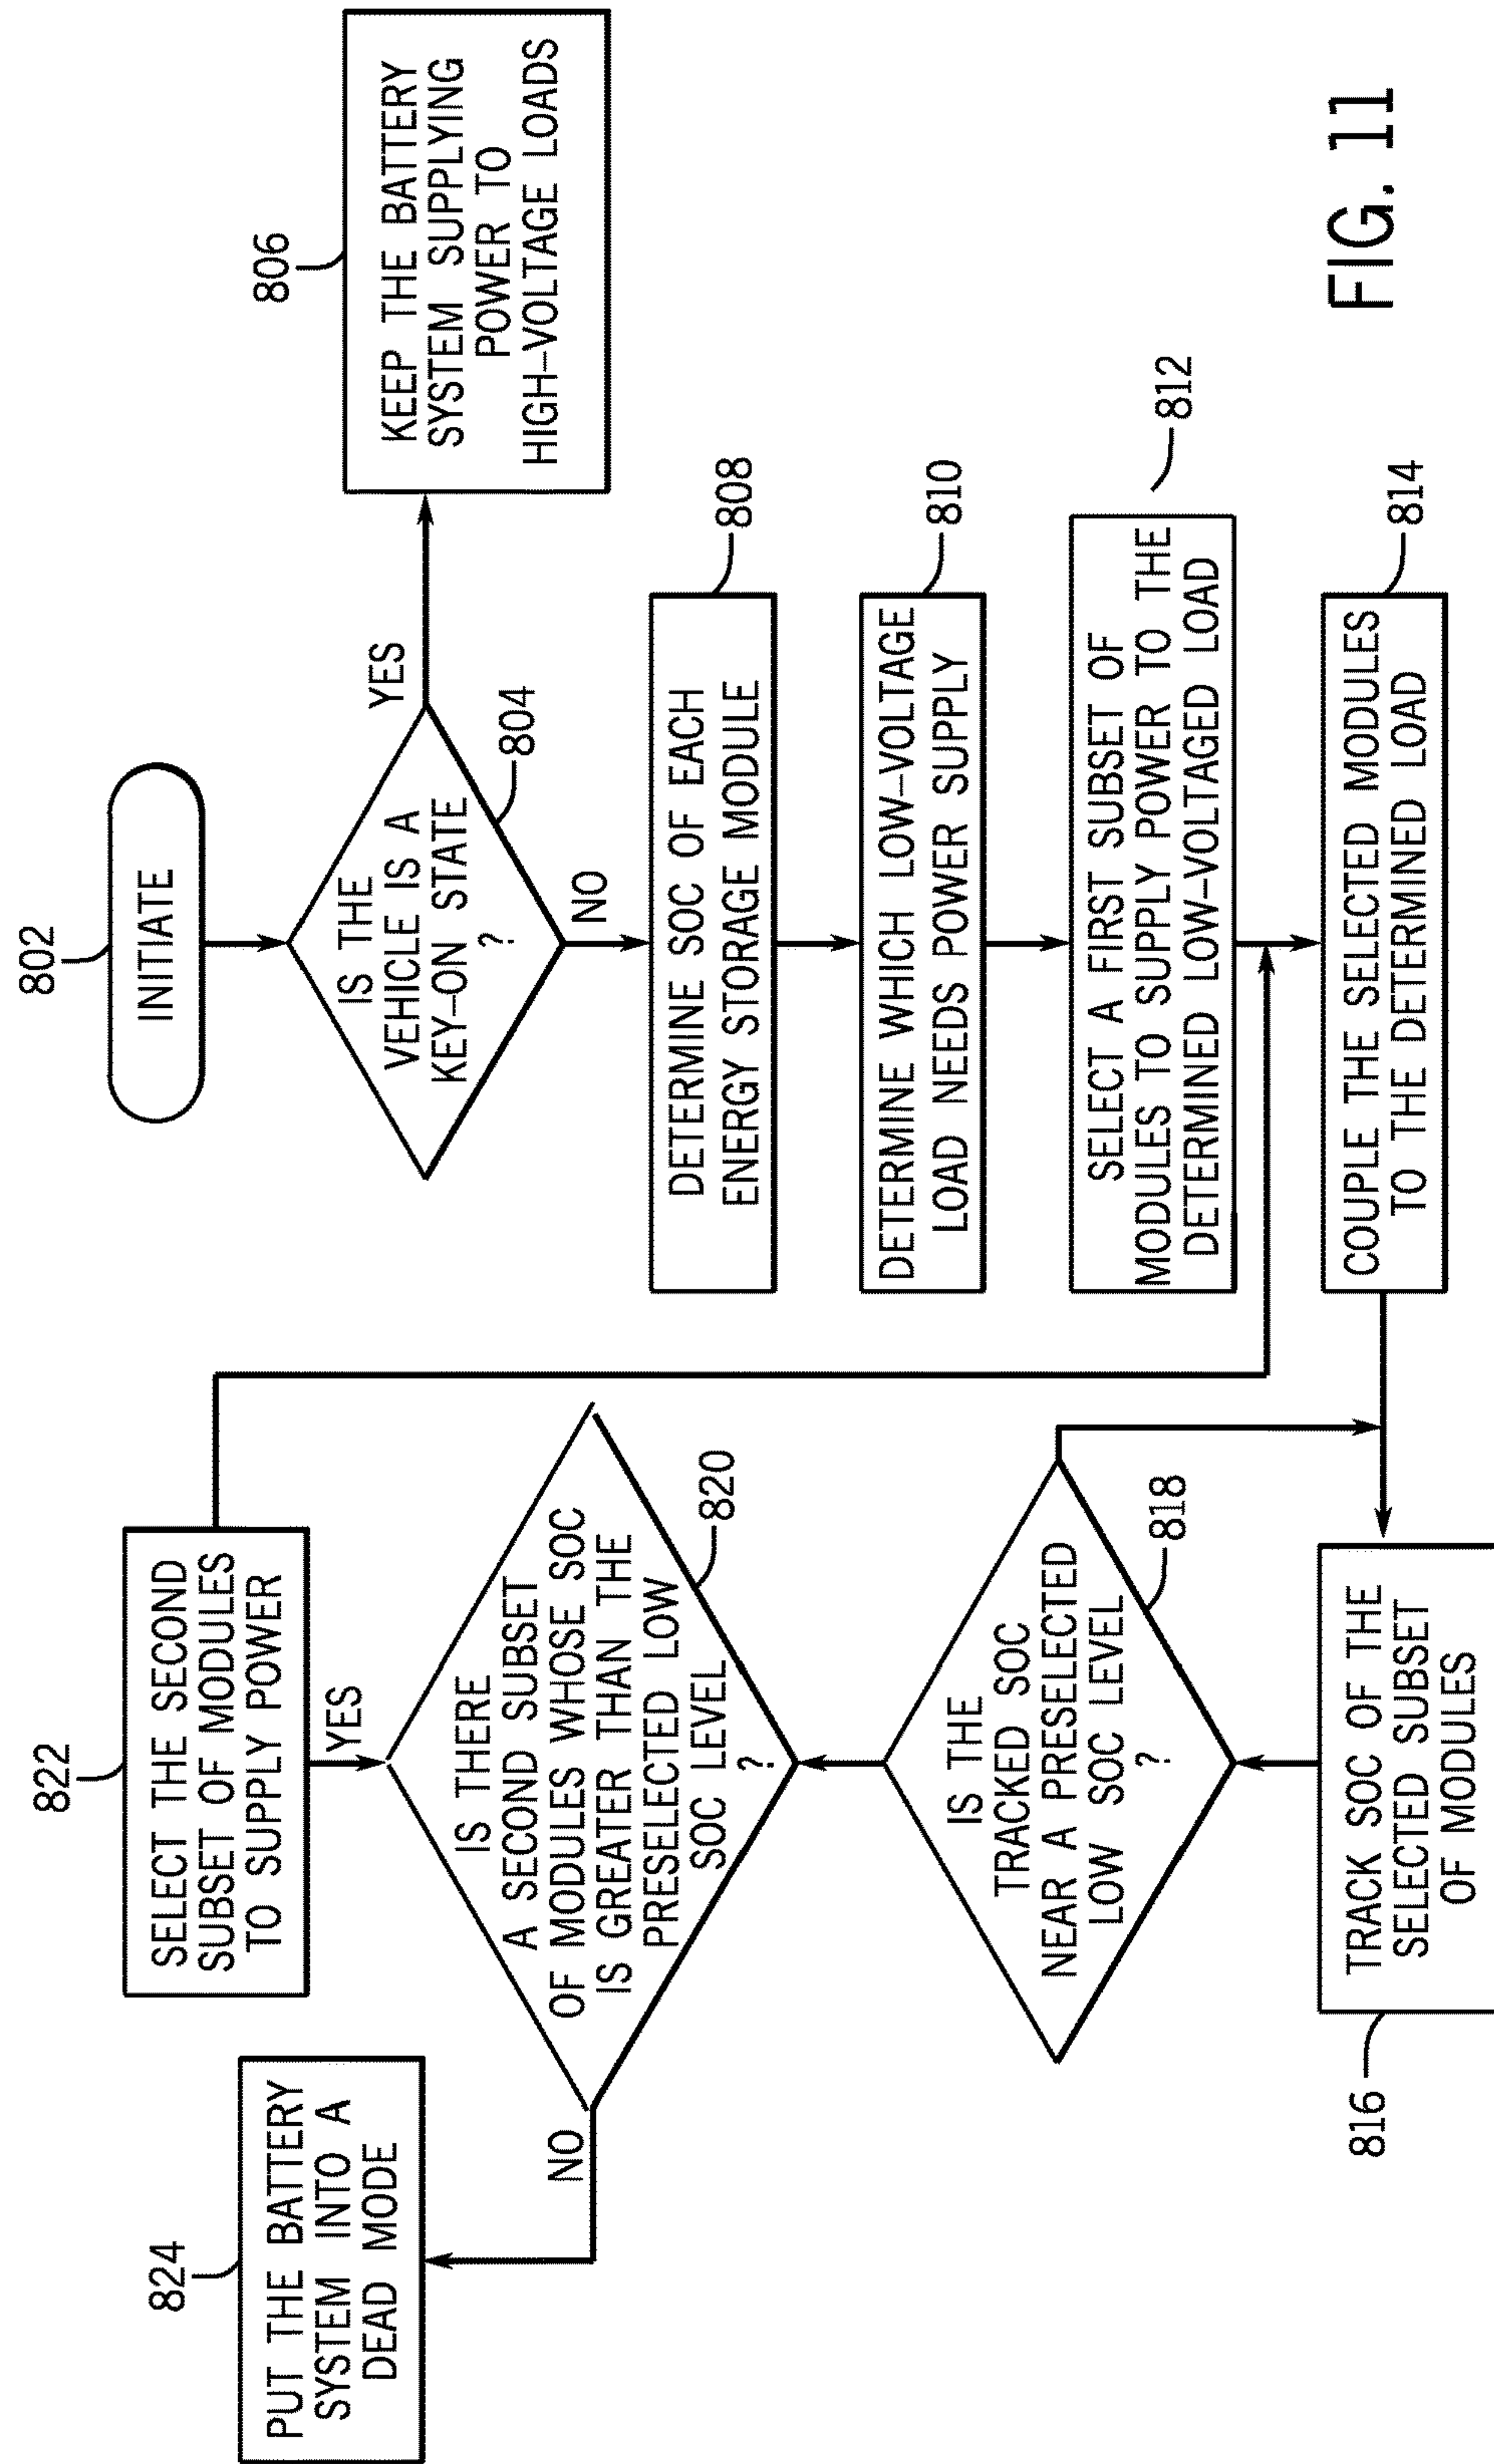 802
INITIATE
IS THE
VEHICLE IS A
KEY-ON STATE
?
804
YES
806
KEEP THE BATTERY
SYSTEM SUPPLYING
POWER TO
HIGH-VOLTAGE LOADS
NO
DETERMINE SOC OF EACH
ENERGY STORAGE MODULE
808
DETERMINE WHICH LOW-VOLTAGE
LOAD NEEDS POWER SUPPLY
810
SELECT A FIRST SUBSET OF
MODULES TO SUPPLY POWER TO THE
DETERMINED LOW-VOLTAGED LOAD
812
COUPLE THE SELECTED MODULES
TO THE DETERMINED LOAD
814
816
TRACK SOC OF THE
SELECTED SUBSET
OF MODULES
IS THE
TRACKED SOC
NEAR A PRESELECTED
LOW SOC LEVEL
?
818
IS THERE
A SECOND SUBSET
OF MODULES WHOSE SOC
IS GREATER THAN THE
PRESELECTED LOW
SOC LEVEL
?
820
YES
822
SELECT THE SECOND
SUBSET OF MODULES
TO SUPPLY POWER
NO
824
PUT THE BATTERY
SYSTEM INTO A
DEAD MODE
FIG. 11